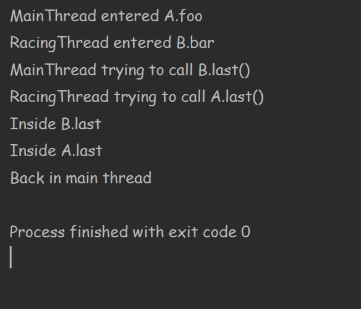 MainThread entered A.foo
RacingThread entered B.bar
MainThread trying to call B.last()
RacingThread trying to call A.last()
Inside B.last
Inside A.last
Back in main thread
Process finished with exit code 0